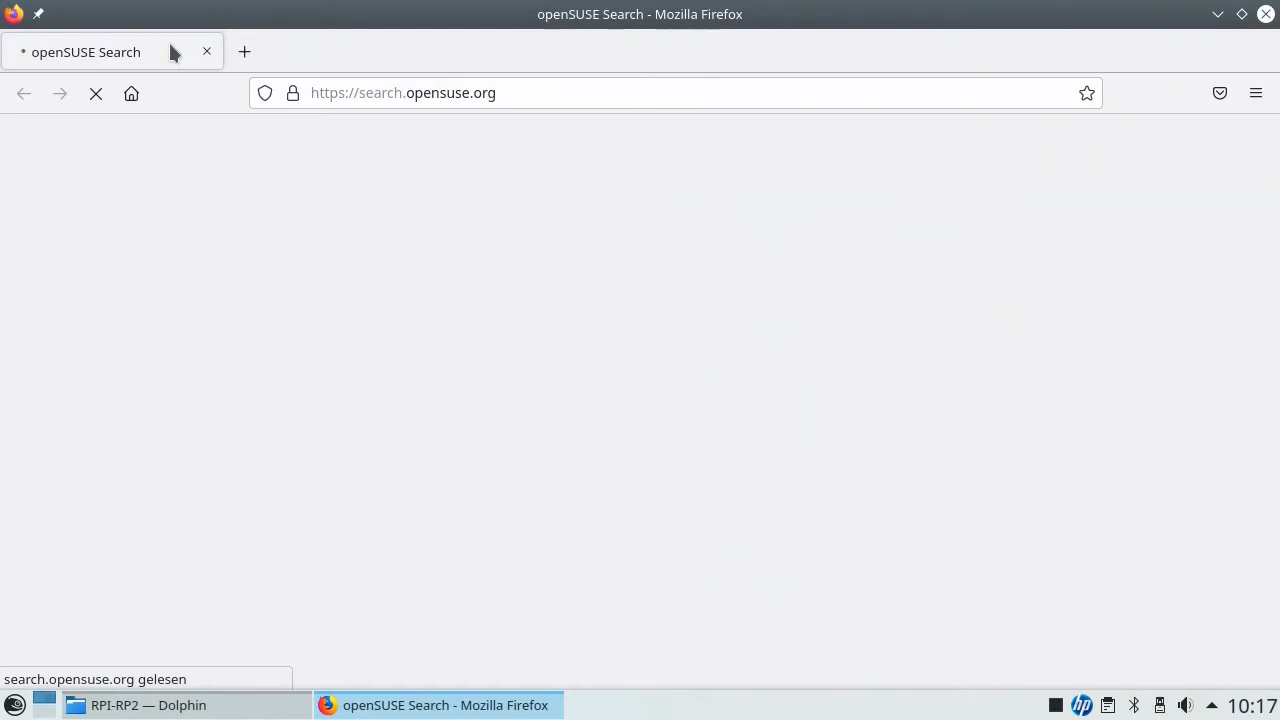 openSUSE Search - Mozilla Firefox
openSUSE Search
https://search.opensuse.org
search.opensuse.org gelesen
RPI-RP2 — Dolphin
openSUSE Search - Mozilla Firefox
hp
10:17